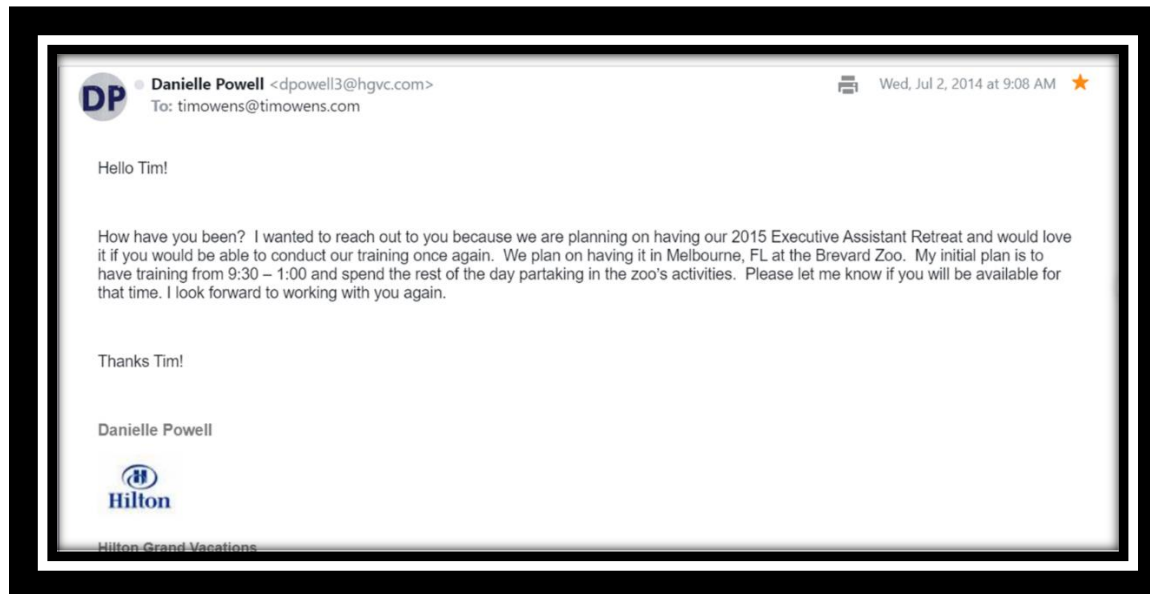 DP
Danielle Powell <dpowell3@hgvc.com>
Wed, Jul 2, 2014 at 9:08 AM
To: timowens@timowens.com
Hello Tim!
How have you been?  I wanted to reach out to you because we are planning on having our 2015 Executive Assistant Retreat and would love
it if you would be able to conduct our training once again.  We plan on having it in Melbourne, FL at the Brevard Zoo.  My initial plan is to
have training from 9:30 – 1:00 and spend the rest of the day partaking in the zoo's activities.  Please let me know if you will be available for
that time. I look forward to working with you again.
Thanks Tim!
Danielle Powell
H
Hilton
Hilton Grand Vacations